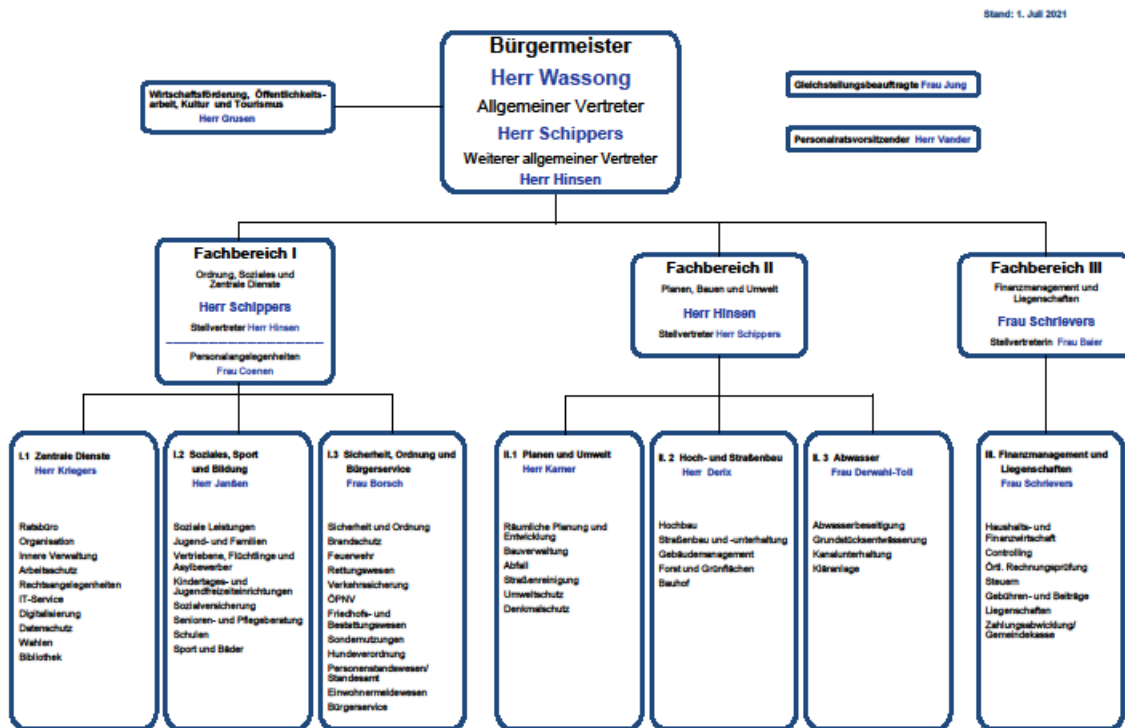 Stand: 1. Juli 2021
Bürgermeister
Herr Wassong
Allgemeiner Vertreter
Herr Schippers
Weiterer allgemeiner Vertreter
Herr Hinsen
Wirtschaftsförderung, Öffentlichkeits-
arbeit, Kultur und Tourismus
Herr Grusen
Gleichstellungsbeauftragte Frau Jung
Personalratsvorsitzender Herr Vander
Fachbereich I
Ordnung, Soziales und
Zentrale Dienste
Herr Schippers
Stellvertreter Herr Hinsen
Personalangelegenheiten
Frau Coenen
Fachbereich II
Planen, Bauen und Umwelt
Herr Hinsen
Stellvertreter Herr Schippers
Fachbereich III
Finanzmanagement und
Liegenschaften
Frau Schrievers
Stellvertreterin Frau Baier
I.1 Zentrale Dienste
Herr Kriegers
Ratsbüro
Organisation
Innere Verwaltung
Arbeitsschutz
Rechtsangelegenheiten
IT-Service
Digitalisierung
Datenschutz
Wahlen
Bibliothek
I.2 Soziales, Sport
und Bildung
Herr Janßen
Soziale Leistungen
Jugend- und Familien
Vertriebene, Flüchtlinge und
Asylbewerber
Kindertages- und
Jugendfreizeiteinrichtungen
Sozialversicherung
Senioren- und Pflegeberatung
Schulen
Sport und Bäder
I.3 Sicherheit, Ordnung und
Bürgerservice
Frau Borsch
Sicherheit und Ordnung
Brandschutz
Feuerwehr
Rettungswesen
Verkehrssicherung
ÖPNV
Friedhofs- und
Bestattungswesen
Sondernutzungen
Hundeverordnung
Personenstandswesen/
Standesamt
Einwohnermeldewesen
Bürgerservice
II.1 Planen und Umwelt
Herr Karner
Räumliche Planung und
Entwicklung
Bauverwaltung
Abfall
Straßenreinigung
Umweltschutz
Denkmalschutz
II. 2 Hoch- und Straßenbau
Herr Derix
Hochbau
Straßenbau und -unterhaltung
Gebäudemanagement
Forst und Grünflächen
Bauhof
II. 3 Abwasser
Frau Derwahl-Toll
Abwasserbeseitigung
Grundstücksentwässerung
Kanalunterhaltung
Kläranlage
III. Finanzmanagement und
Liegenschaften
Frau Schrievers
Haushalts- und
Finanzwirtschaft
Controlling
Örtl. Rechnungsprüfung
Steuern
Gebühren- und Beiträge
Liegenschaften
Zahlungsabwicklung/
Gemeindekasse